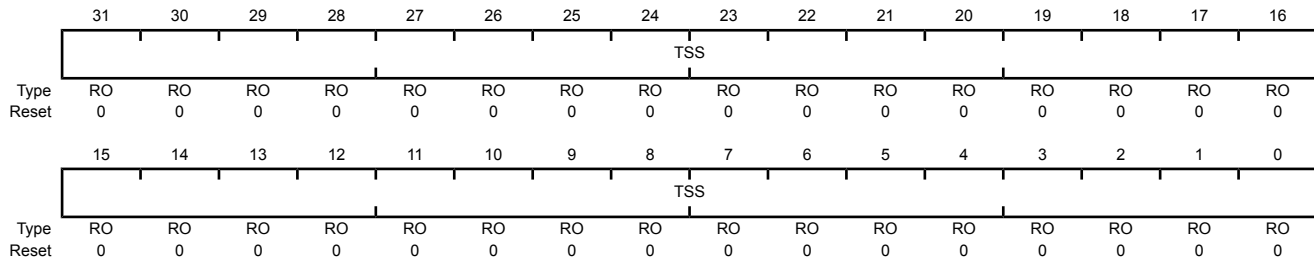 31 30 29 28 27 26 25 24 23 22 21 20 19 18 17 16
TSS
Type RO RO RO RO RO RO RO RO RO RO RO RO RO RO RO RO
Reset 0 0 0 0 0 0 0 0 0 0 0 0 0 0 0 0
15 14 13 12 11 10 9 8 7 6 5 4 3 2 1 0
TSS
Type RO RO RO RO RO RO RO RO RO RO RO RO RO RO RO RO
Reset 0 0 0 0 0 0 0 0 0 0 0 0 0 0 0 0